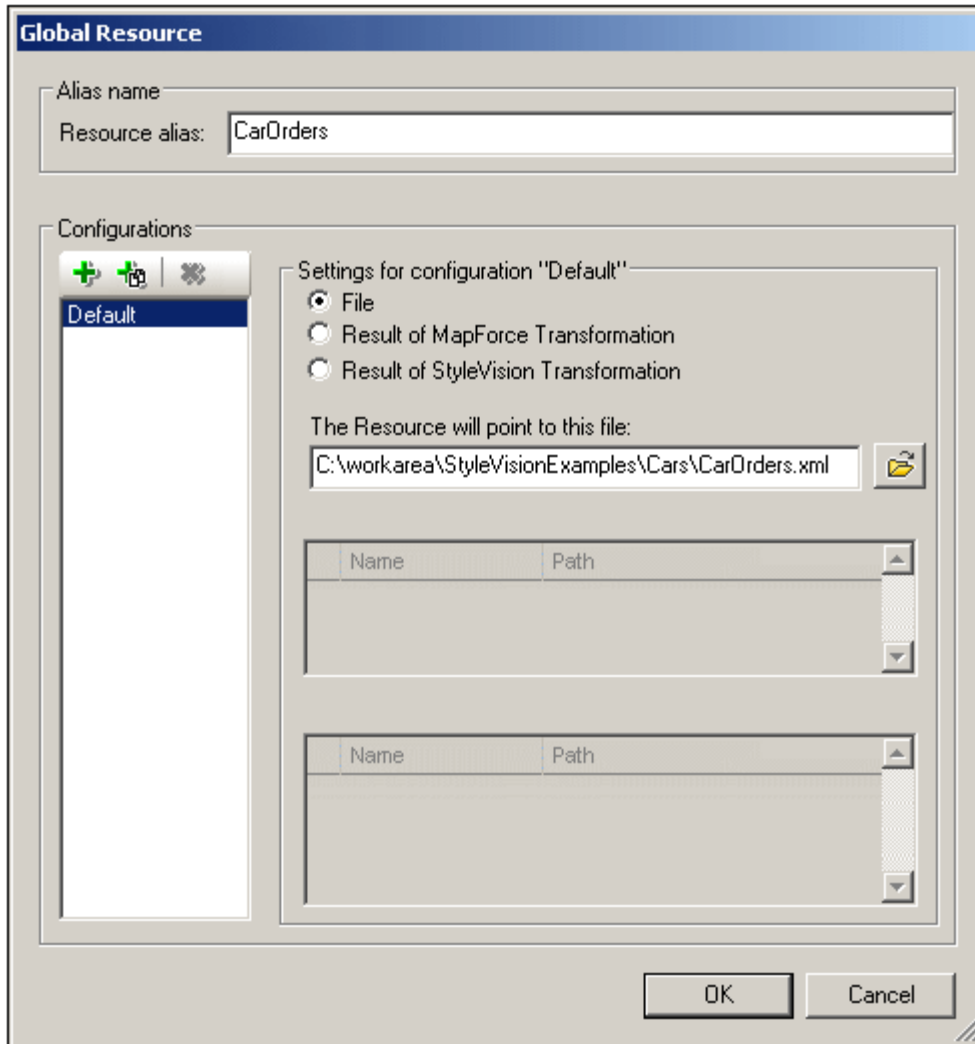 Global Resource
Alias name
Resource alias: CarOrders
Configurations
Default
Settings for configuration "Default"
File
Result of MapForce Transformation
Result of StyleVision Transformation
The Resource will point to this file:
C:\workarea\StyleVisionExamples\Cars\CarOrders.xml
Name Path
Name Path
OK Cancel